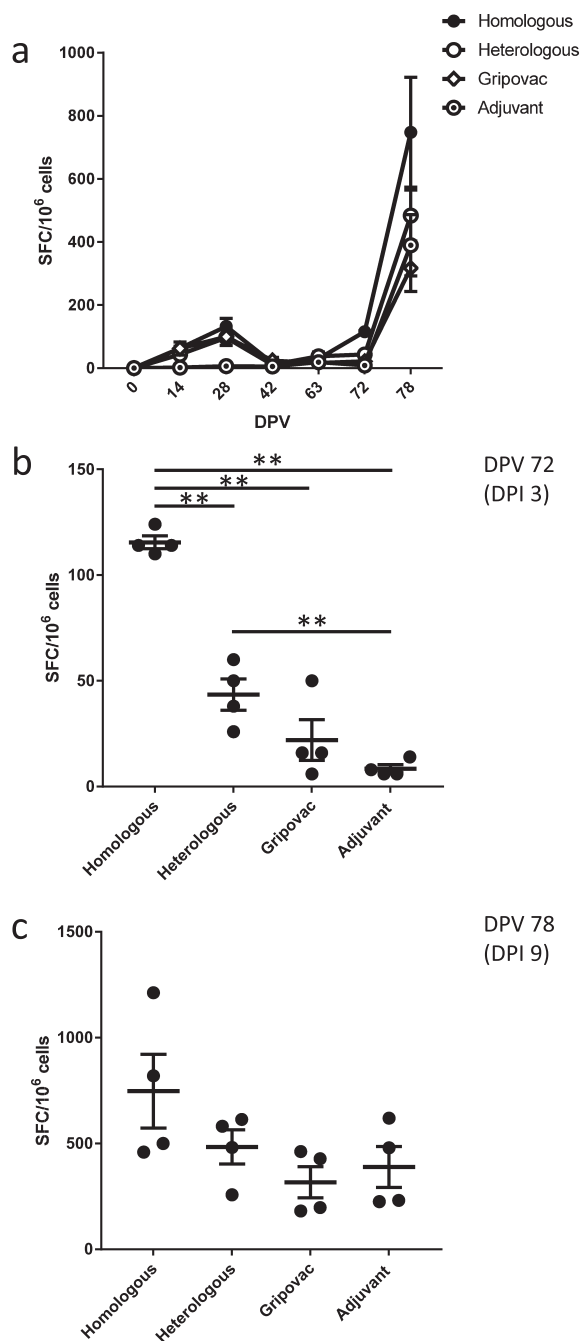 a
Homologous
Heterologous
Gripovac
Adjuvant
1000
800
600
400
200
0
SFC/10⁶ cells
0 14 28 42 63 72 78
DPV
b
DPV 72
(DPI 3)
150
100
50
0
SFC/10⁶ cells
**
**
**
**
Homologous Heterologous Gripovac Adjuvant
c
DPV 78
(DPI 9)
1500
1000
500
0
SFC/10⁶ cells
Homologous Heterologous Gripovac Adjuvant